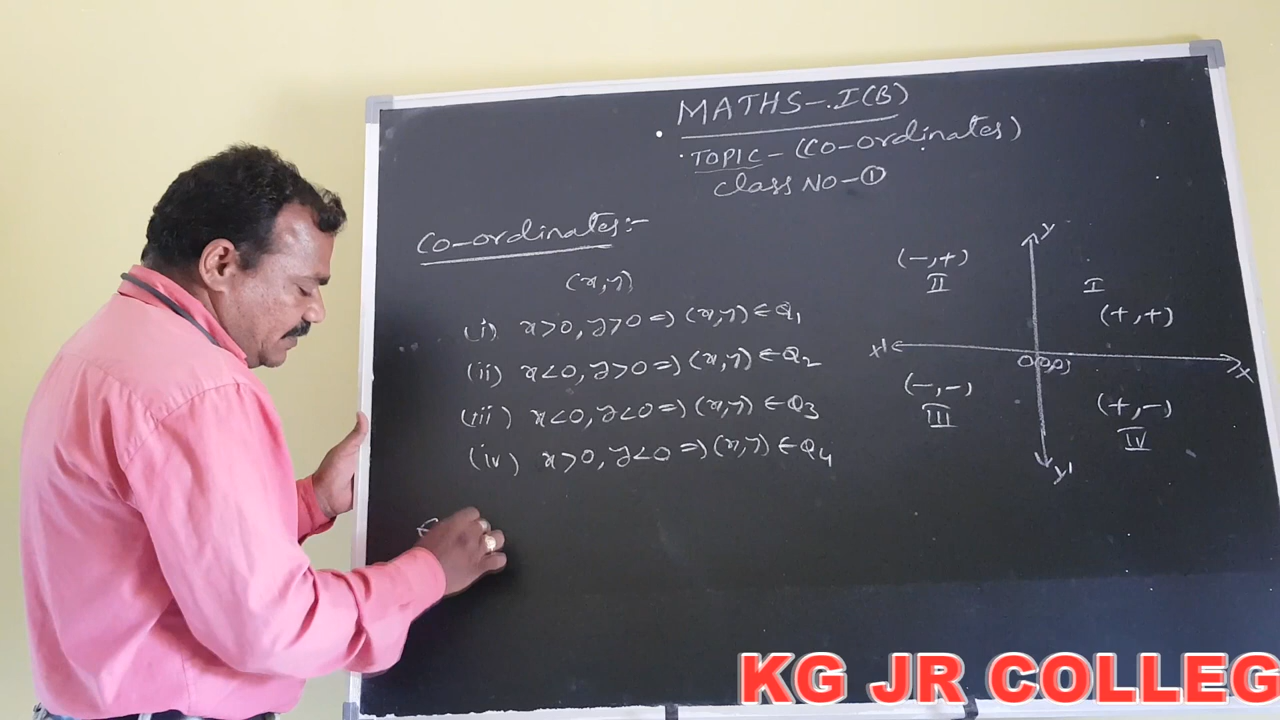 MATHS-I(B)
TOPIC-(Co-ordinates)
Class NO-①
Co-ordinates:-
(x,y)
(i) x>0, y>0 => (x,y) ∈ Q1
(ii) x<0, y>0 => (x,y) ∈ Q2
(iii) x<0, y<0 => (x,y) ∈ Q3
(iv) x>0, y<0 => (x,y) ∈ Q4
Y
(-,+)
II
I
(+,+)
X'
O(0,0)
X
(-,-)
III
(+,-)
IV
Y'
KG JR COLLEG